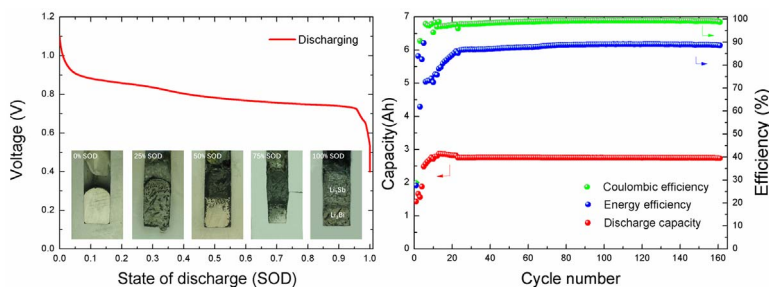 1.2
1.0
0.8
0.6
0.4
0.2
0.0
Voltage (V)
Discharging
0% SOD
25% SOD
50% SOD
75% SOD
100% SOD
Li₃Sb
Li₃Bi
0.0 0.1 0.2 0.3 0.4 0.5 0.6 0.7 0.8 0.9 1.0
State of discharge (SOD)
7
6
5
4
3
2
1
0
Capacity(Ah)
100
90
80
70
60
50
40
30
20
10
0
Efficiency (%)
Coulombic efficiency
Energy efficiency
Discharge capacity
0 20 40 60 80 100 120 140 160
Cycle number